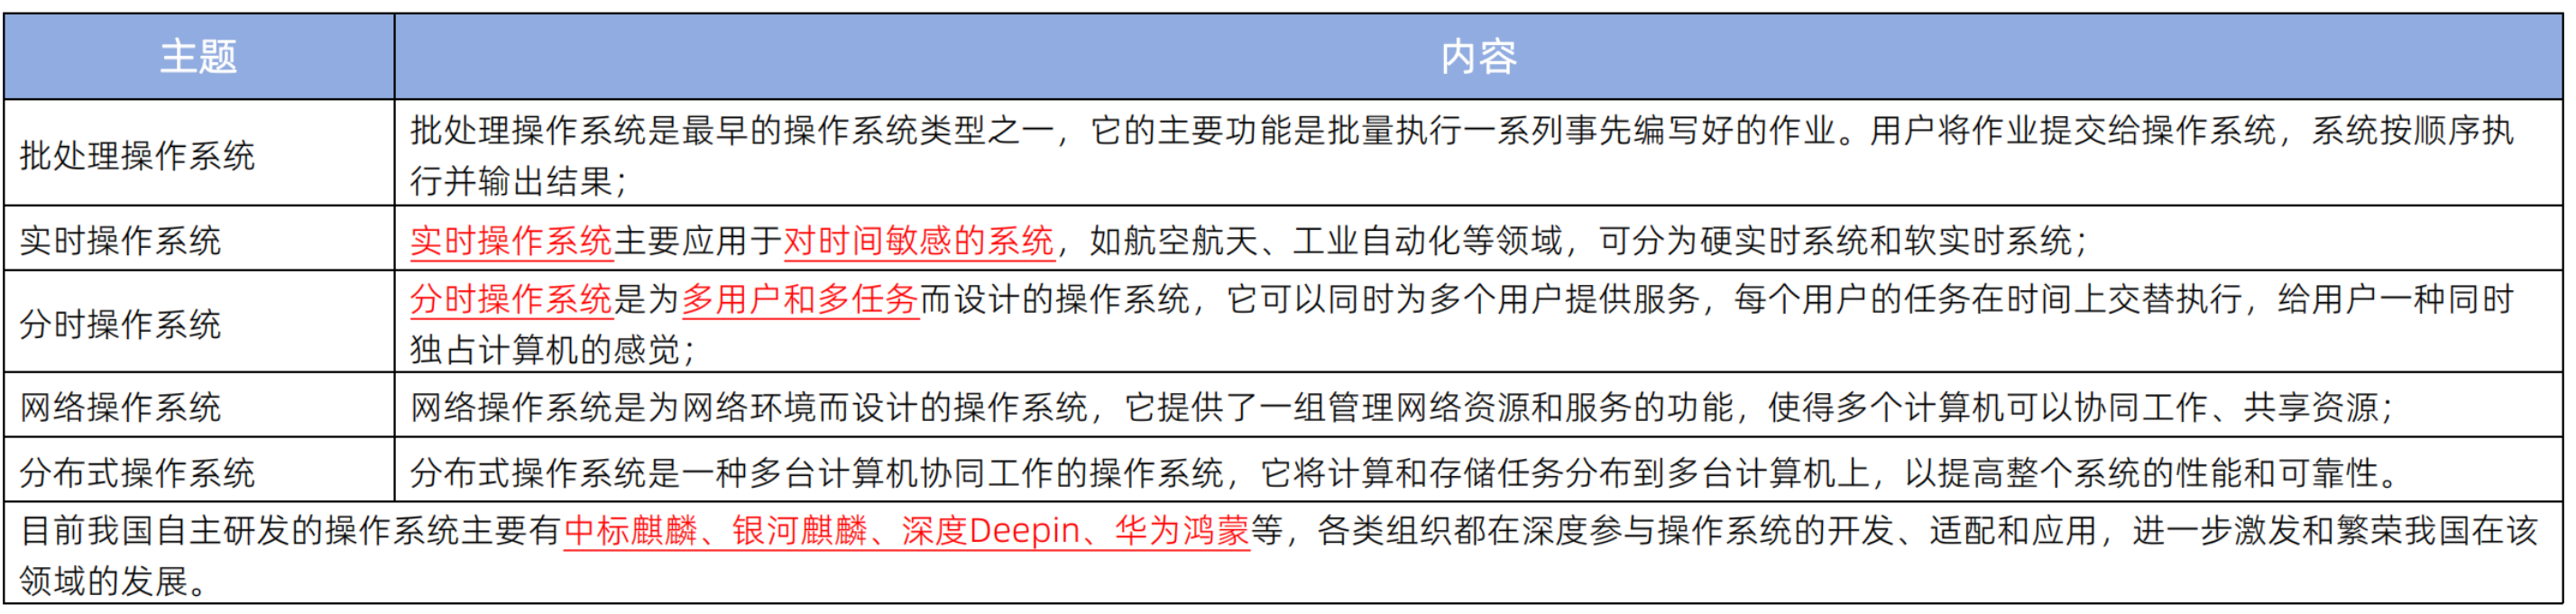 主题
内容
批处理操作系统
批处理操作系统是最早的操作系统类型之一，它的主要功能是批量执行一系列事先编写好的作业。用户将作业提交给操作系统，系统按顺序执
行并输出结果；
实时操作系统
实时操作系统主要应用于对时间敏感的系统，如航空航天、工业自动化等领域，可分为硬实时系统和软实时系统；
分时操作系统
分时操作系统是为多用户和多任务而设计的操作系统，它可以同时为多个用户提供服务，每个用户的任务在时间上交替执行，给用户一种同时
独占计算机的感觉；
网络操作系统
网络操作系统是为网络环境而设计的操作系统，它提供了一组管理网络资源和服务的功能，使得多个计算机可以协同工作、共享资源；
分布式操作系统
分布式操作系统是一种多台计算机协同工作的操作系统，它将计算和存储任务分布到多台计算机上，以提高整个系统的性能和可靠性。
目前我国自主研发的操作系统主要有中标麒麟、银河麒麟、深度Deepin、华为鸿蒙等，各类组织都在深度参与操作系统的开发、适配和应用，进一步激发和繁荣我国在该
领域的发展。